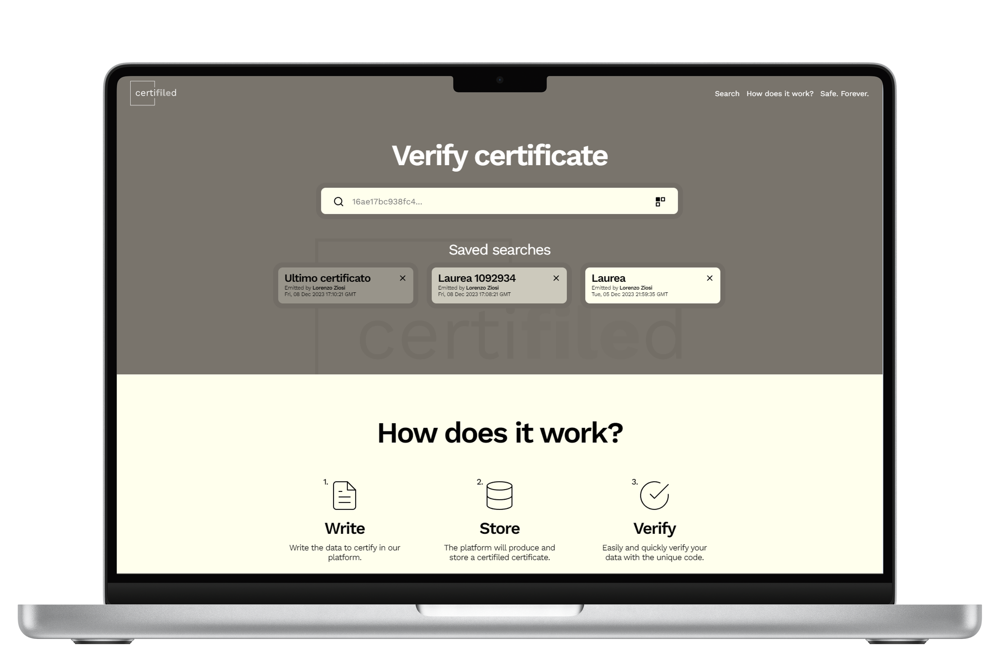 certifiled
Search How does it work? Safe. Forever.
Verify certificate
16ae17bc938fc4...
Saved searches
Ultimo certificato
Emitted by Lorenzo Ziosi
Fri, 08 Dec 2023 17:10:21 GMT
Laurea 1092934
Emitted by Lorenzo Ziosi
Fri, 08 Dec 2023 17:08:21 GMT
Laurea
Emitted by Lorenzo Ziosi
Tue, 05 Dec 2023 21:59:35 GMT
certifiled
How does it work?
1.
Write
Write the data to certify in our
platform.
2.
Store
The platform will produce and
store a certifiled certificate.
3.
Verify
Easily and quickly verify your
data with the unique code.